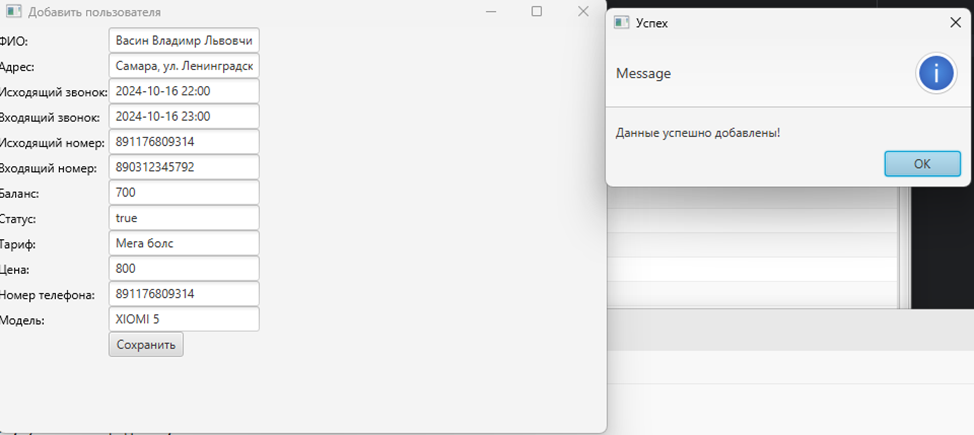 Добавить пользователя
ФИО: Васин Владимр Львовчи
Адрес: Самара, ул. Ленинградск
Исходящий звонок: 2024-10-16 22:00
Входящий звонок: 2024-10-16 23:00
Исходящий номер: 891176809314
Входящий номер: 890312345792
Баланс: 700
Статус: true
Тариф: Мега болс
Цена: 800
Номер телефона: 891176809314
Модель: XIOMI 5
Сохранить
Успех
Message
Данные успешно добавлены!
OK